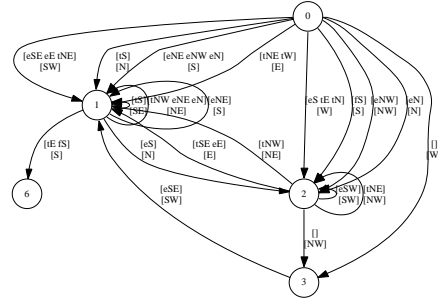 0
[eSE eE tNE]
[SW]
[tS]
[N]
[eNE eNW eN]
[S]
[tNE tW]
[E]
[eS tE tN]
[W]
[fS]
[S]
[eNW]
[NW]
[eN]
[N]
1
[tS]
[SE]
[tNW eNE eN]
[NE]
[eNE]
[S]
[tE fS]
[S]
[eS]
[N]
[tSE eE]
[E]
[tNW]
[NE]
[]
[W
6
[eSE]
[SW]
2
[eSW]
[SW]
[tNE]
[NW]
[]
[NW]
3